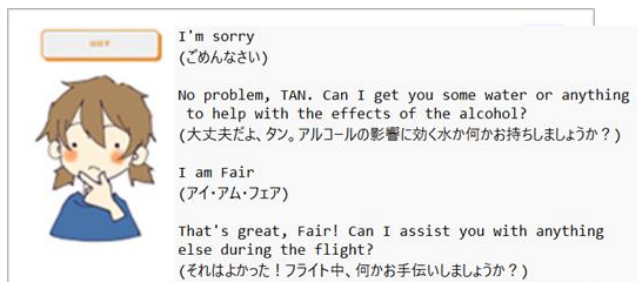 I'm sorry
(ごめんなさい)
No problem, TAN. Can I get you some water or anything
to help with the effects of the alcohol?
(大丈夫だよ、タン。アルコールの影響に効く水か何かお持ちしましょうか？)
I am Fair
(アイ・アム・フェア)
That's great, Fair! Can I assist you with anything
else during the flight?
(それはよかった！フライト中、何かお手伝いしましょうか？)